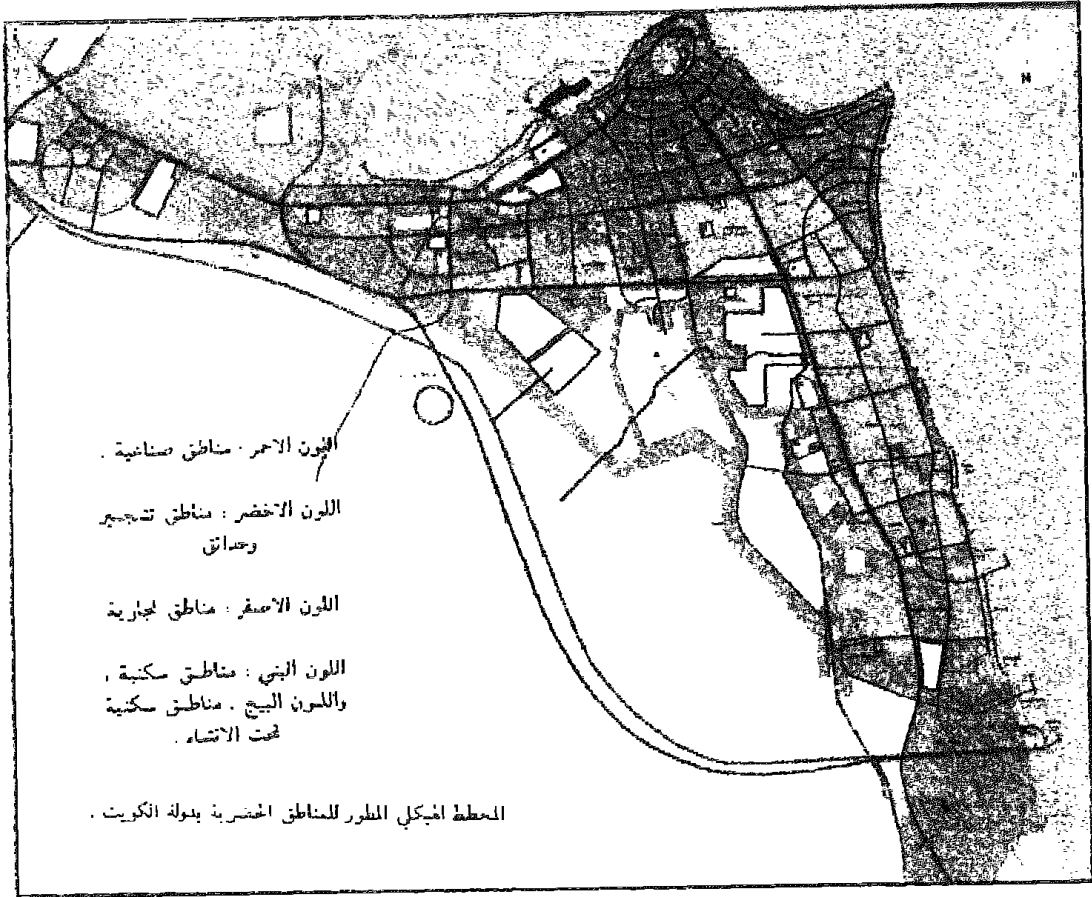 N
اللون الاحمر : مناطق صناعية .
اللون الاخضر : مناطق تشجير
وحدائق
اللون الاصفر : مناطق تجارية
اللون البني : مناطق سكنية ،
واللون البيج . مناطق سكنية
تحت الانشاء .
المخطط الهيكلي المطور للمناطق الحضرية بدولة الكويت .